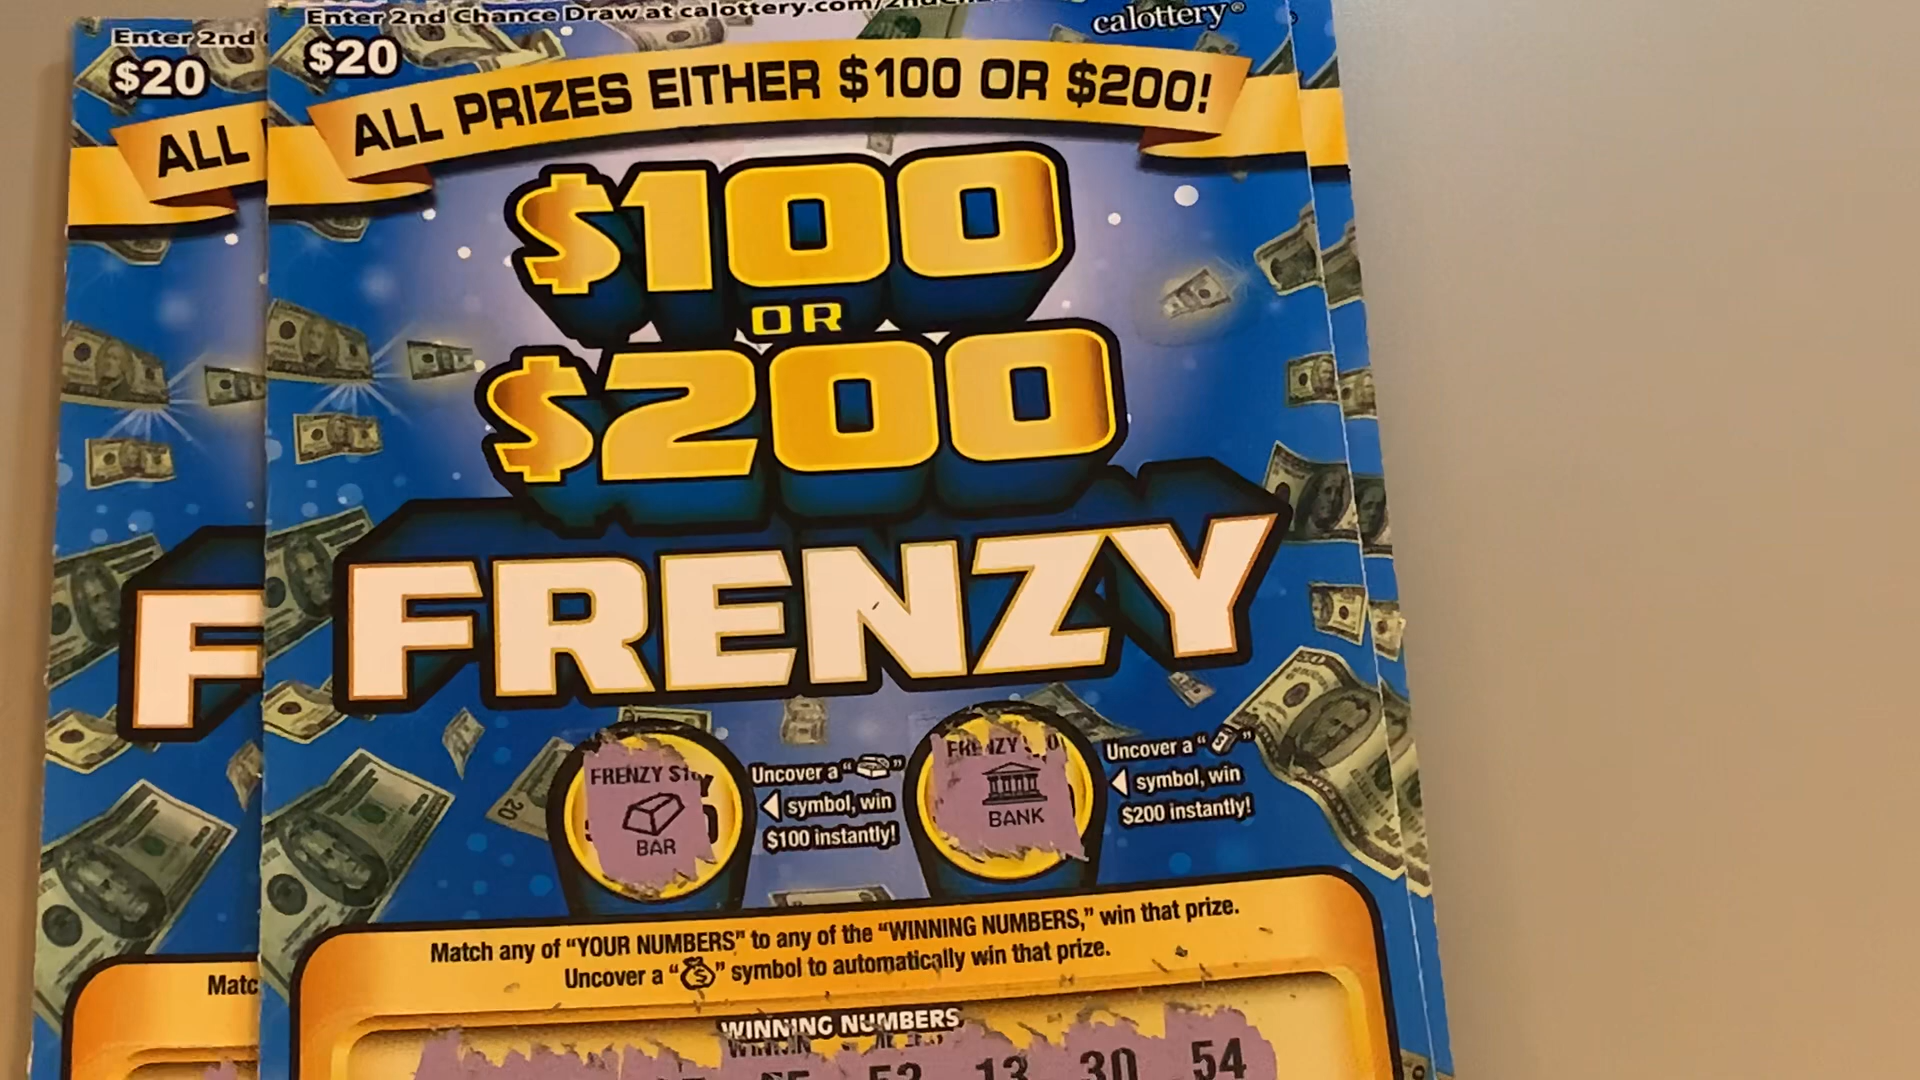 Enter 2nd
$20
ALL
F
Matc
Enter 2nd Chance Draw at calottery.com/
calottery®
$20
ALL PRIZES EITHER $100 OR $200!
$100
OR
$200
FRENZY
FRENZY
BAR
Uncover a “ ”
symbol, win
$100 instantly!
FRENZY
BANK
Uncover a “ ”
symbol, win
$200 instantly!
Match any of “YOUR NUMBERS” to any of the “WINNING NUMBERS,” win that prize.
Uncover a “ ” symbol to automatically win that prize.
WINNING NUMBERS
53 13 30 54